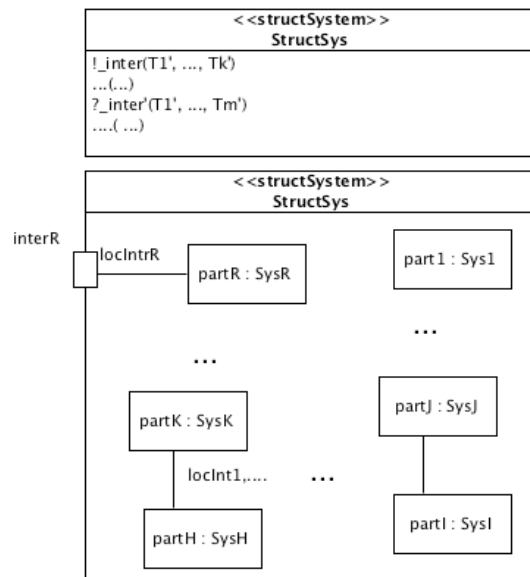 <<structSystem>>
StructSys
!_inter(T1', ..., Tk')
...(...)
?_inter'(T1', ..., Tm')
....( ...)
<<structSystem>>
StructSys
interR
locIntrR
partR : SysR
part1 : Sys1
...
...
partK : SysK
partJ : SysJ
locInt1,....
...
partH : SysH
partI : SysI